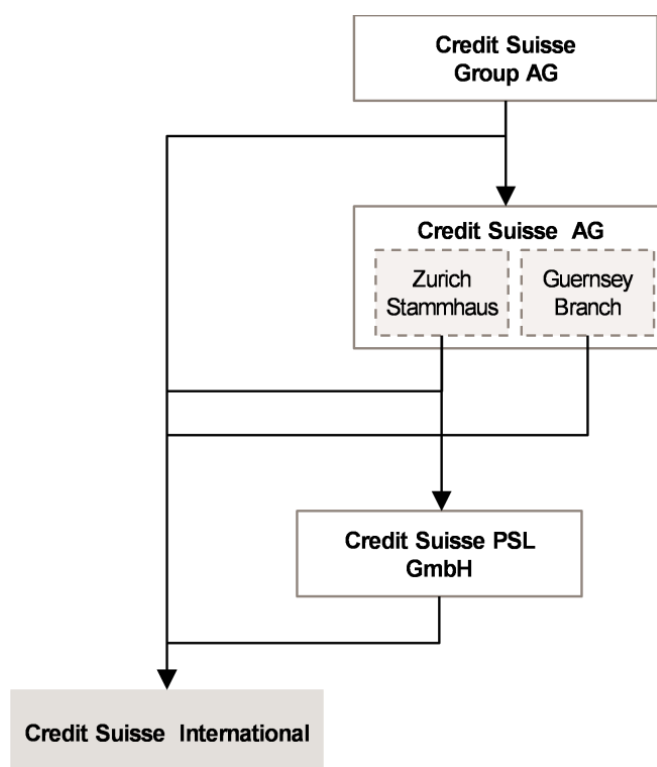 Credit Suisse
Group AG
Credit Suisse AG
Zurich
Stammhaus
Guernsey
Branch
Credit Suisse PSL
GmbH
Credit Suisse International